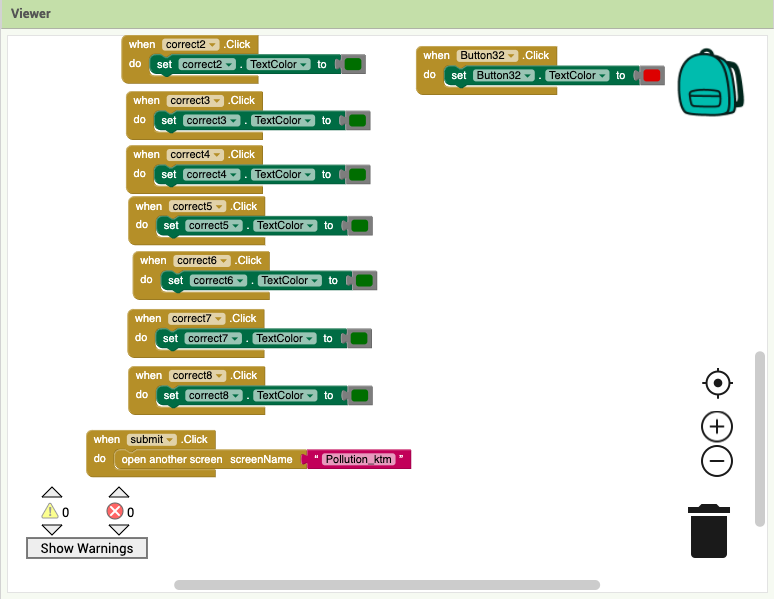 Viewer
when correct2 .Click
do set correct2 . TextColor to
when Button32 .Click
do set Button32 . TextColor to
when correct3 .Click
do set correct3 . TextColor to
when correct4 .Click
do set correct4 . TextColor to
when correct5 .Click
do set correct5 . TextColor to
when correct6 .Click
do set correct6 . TextColor to
when correct7 .Click
do set correct7 . TextColor to
when correct8 .Click
do set correct8 . TextColor to
when submit .Click
do open another screen screenName " Pollution_ktm "
0 0
Show Warnings